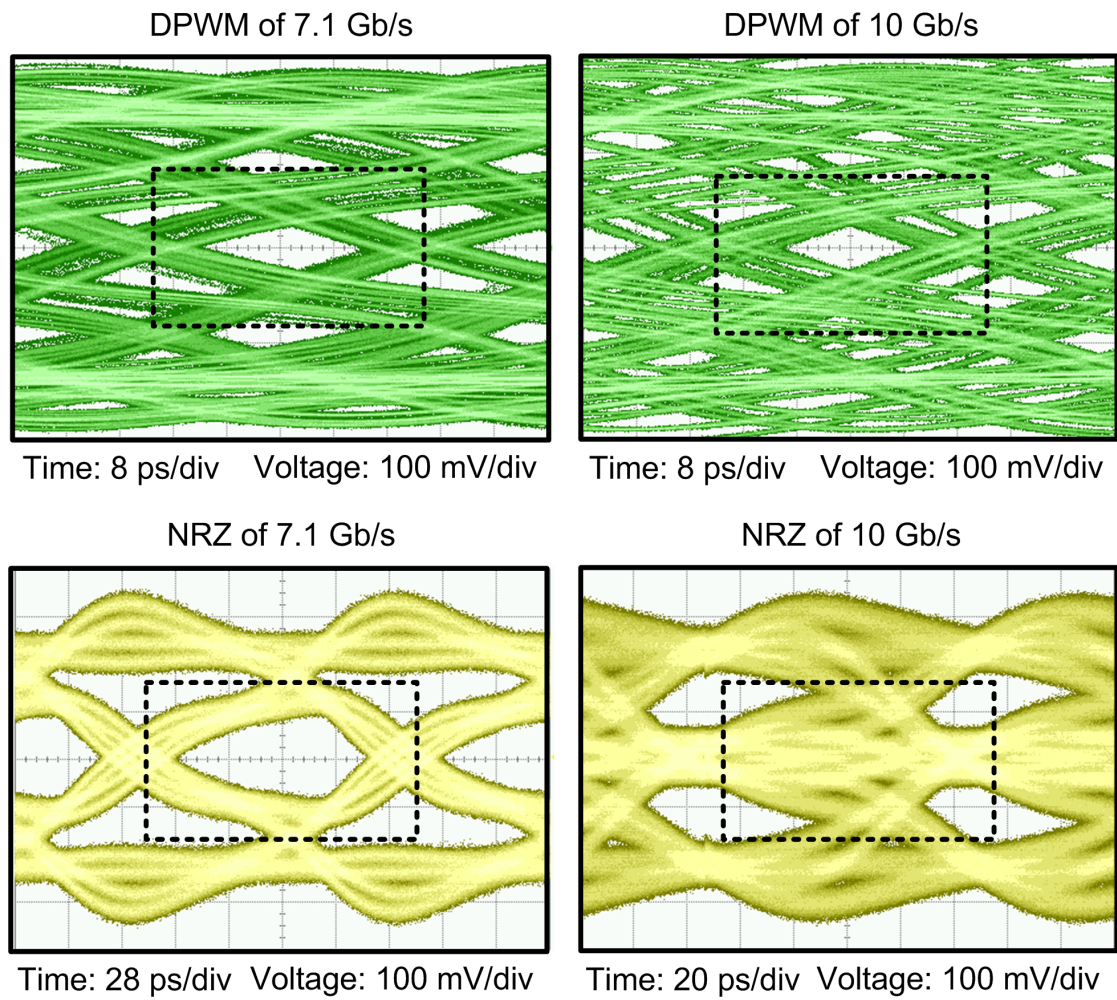 DPWM of 7.1 Gb/s
DPWM of 10 Gb/s
Time: 8 ps/div Voltage: 100 mV/div
Time: 8 ps/div Voltage: 100 mV/div
NRZ of 7.1 Gb/s
NRZ of 10 Gb/s
Time: 28 ps/div Voltage: 100 mV/div
Time: 20 ps/div Voltage: 100 mV/div